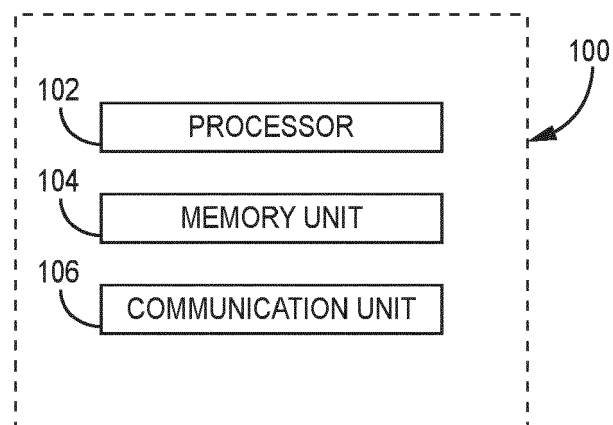 100
102
PROCESSOR
104
MEMORY UNIT
106
COMMUNICATION UNIT